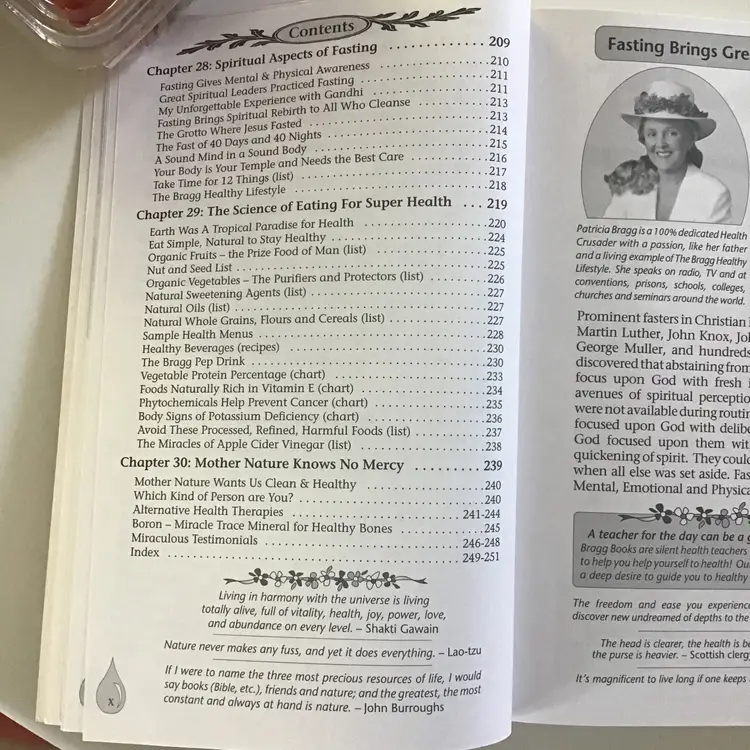 Contents
Chapter 28: Spiritual Aspects of Fasting . . . . . . . . . . . . 209
Fasting Gives Mental & Physical Awareness . . . . . . . . . . . . 210
Great Spiritual Leaders Practiced Fasting . . . . . . . . . . . . 211
My Unforgettable Experience with Gandhi . . . . . . . . . . . . 211
Fasting Brings Spiritual Rebirth to All Who Cleanse . . . . . . . . 213
The Grotto Where Jesus Fasted . . . . . . . . . . . . 213
The Fast of 40 Days and 40 Nights . . . . . . . . . . . . 214
A Sound Mind in a Sound Body . . . . . . . . . . . . 215
Your Body is Your Temple and Needs the Best Care . . . . . . . . 216
Take Time for 12 Things (list) . . . . . . . . . . . . 217
The Bragg Healthy Lifestyle . . . . . . . . . . . . 218
Chapter 29: The Science of Eating For Super Health . . . 219
Earth Was A Tropical Paradise for Health . . . . . . . . . . . . 220
Eat Simple, Natural to Stay Healthy . . . . . . . . . . . . 224
Organic Fruits – the Prize Food of Man (list) . . . . . . . . . . . . 225
Nut and Seed List . . . . . . . . . . . . 225
Organic Vegetables – The Purifiers and Protectors (list) . . . . . . 226
Natural Sweetening Agents (list) . . . . . . . . . . . . 227
Natural Oils (list) . . . . . . . . . . . . 227
Natural Whole Grains, Flours and Cereals (list) . . . . . . . . . . 227
Sample Health Menus . . . . . . . . . . . . 228
Healthy Beverages (recipes) . . . . . . . . . . . . 230
The Bragg Pep Drink . . . . . . . . . . . . 230
Vegetable Protein Percentage (chart) . . . . . . . . . . . . 233
Foods Naturally Rich in Vitamin E (chart) . . . . . . . . . . . . 234
Phytochemicals Help Prevent Cancer (chart) . . . . . . . . . . . . 235
Body Signs of Potassium Deficiency (chart) . . . . . . . . . . . . 236
Avoid These Processed, Refined, Harmful Foods (list) . . . . . . . . 237
The Miracles of Apple Cider Vinegar (list) . . . . . . . . . . . . 238
Chapter 30: Mother Nature Knows No Mercy . . . . . . . . . 239
Mother Nature Wants Us Clean & Healthy . . . . . . . . . . . . 240
Which Kind of Person are You? . . . . . . . . . . . . 240
Alternative Health Therapies . . . . . . . . . . . . 241-244
Boron – Miracle Trace Mineral for Healthy Bones . . . . . . . . . . 245
Miraculous Testimonials . . . . . . . . . . . . 246-248
Index . . . . . . . . . . . . 249-251
Living in harmony with the universe is living
totally alive, full of vitality, health, joy, power, love,
and abundance on every level. – Shakti Gawain
Nature never makes any fuss, and yet it does everything. – Lao-tzu
If I were to name the three most precious resources of life, I would
say books (Bible, etc.), friends and nature; and the greatest, the most
constant and always at hand is nature. – John Burroughs
x
Fasting Brings Gre
Patricia Bragg is a 100% dedicated Health
Crusader with a passion, like her father
and a living example of The Bragg Healthy
Lifestyle. She speaks on radio, TV and at
conventions, prisons, schools, colleges,
churches and seminars around the world.
Prominent fasters in Christian
Martin Luther, John Knox,
George Muller, and hundreds
discovered that abstaining from
focus upon God with fresh
avenues of spiritual perceptio
were not available during routin
focused upon God with delibe
God focused upon them wit
quickening of spirit. They could
when all else was set aside. Fas
Mental, Emotional and Physica
A teacher for the day can be a
Bragg Books are silent health teachers
to help you help yourself to health! Ou
a deep desire to guide you to healthy
The freedom and ease you experienc
discover new undreamed of depths to the
The head is clearer, the health is be
the purse is heavier. – Scottish clerg
It's magnificent to live long if one keeps